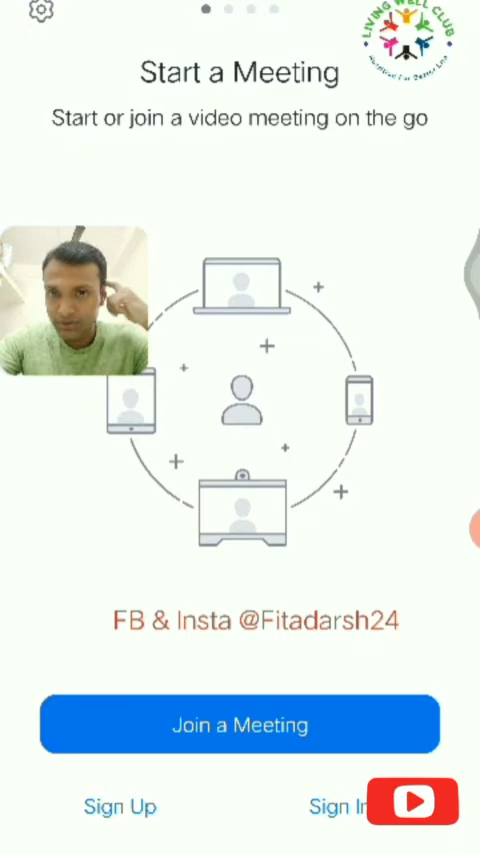 LIVING WELL CLUB
Start a Meeting
Start or join a video meeting on the go
FB & Insta @Fitadarsh24
Join a Meeting
Sign Up
Sign In